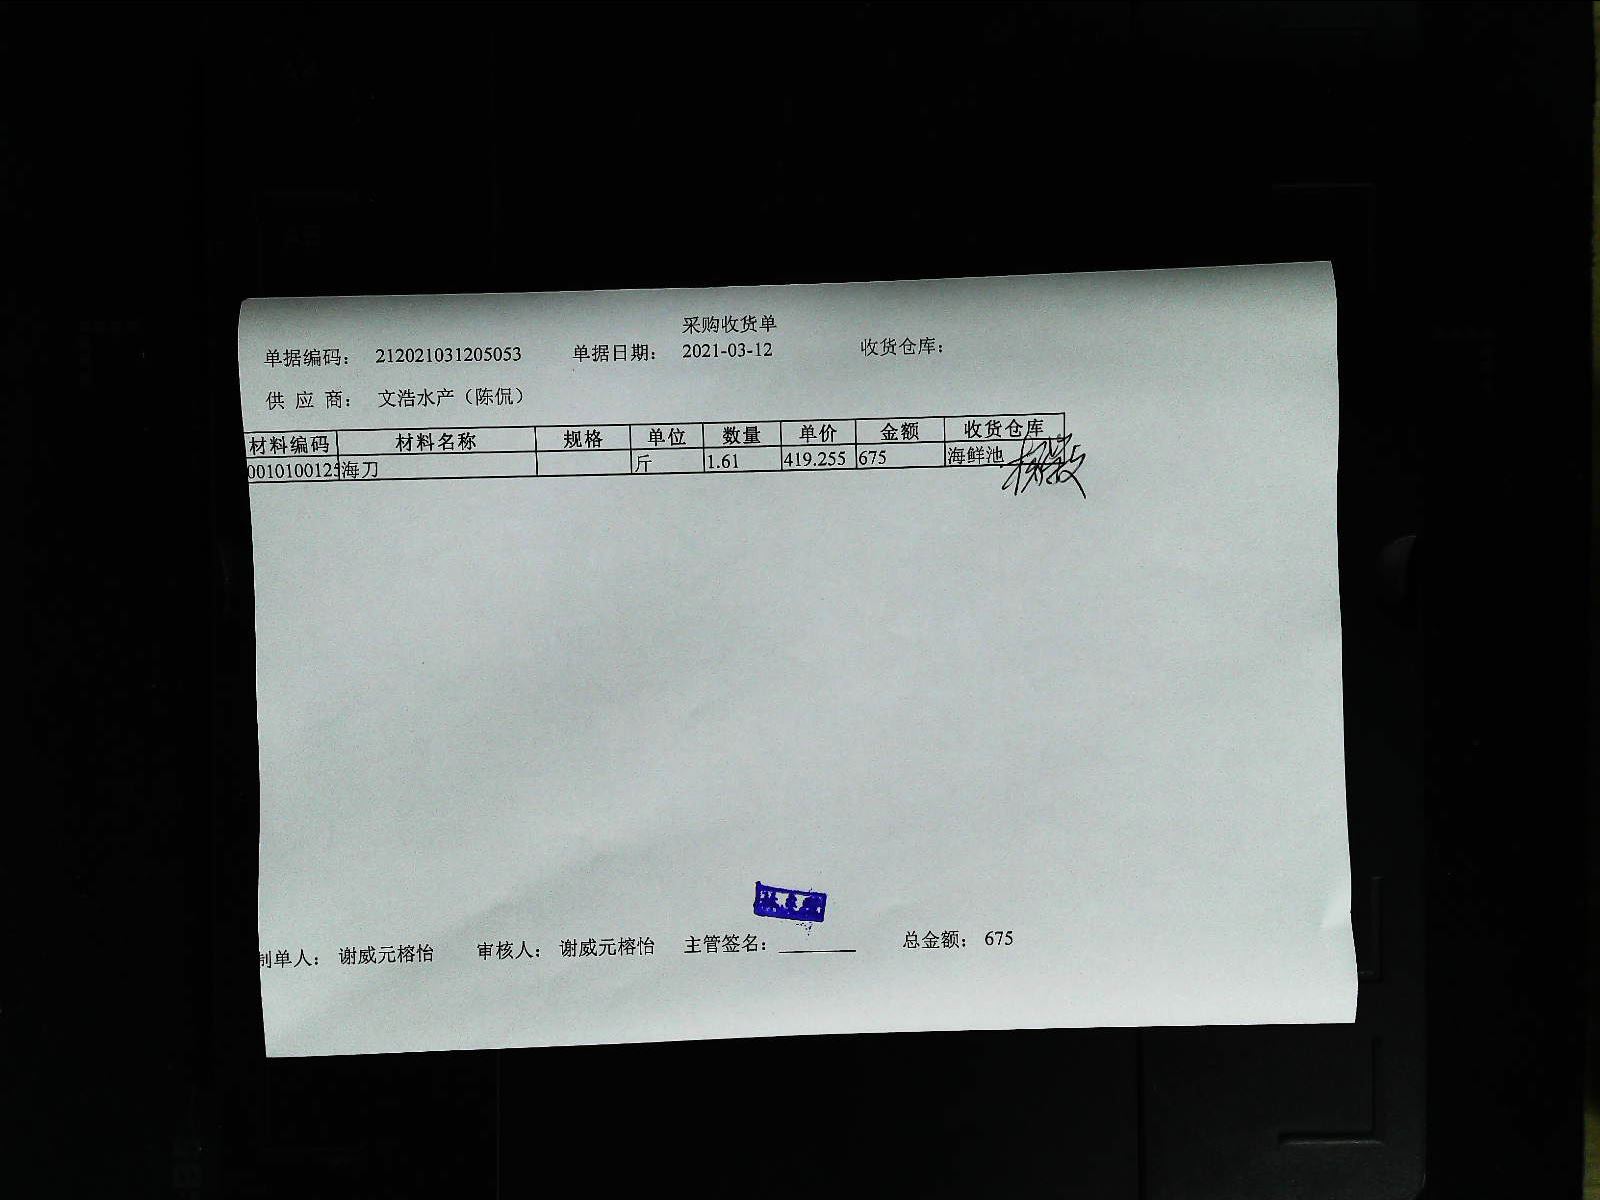 采购收货单
单据编码: 212021031205053 单据日期: 2021-03-12 收货仓库:
供 应 商: 文浩水产（陈侃）
材料编码 材料名称 规格 单位 数量 单价 金额 收货仓库
001010012 海刀 斤 1.61 419.255 675 海鲜池
制单人: 谢威元榕怡 审核人: 谢威元榕怡 主管签名: 总金额: 675